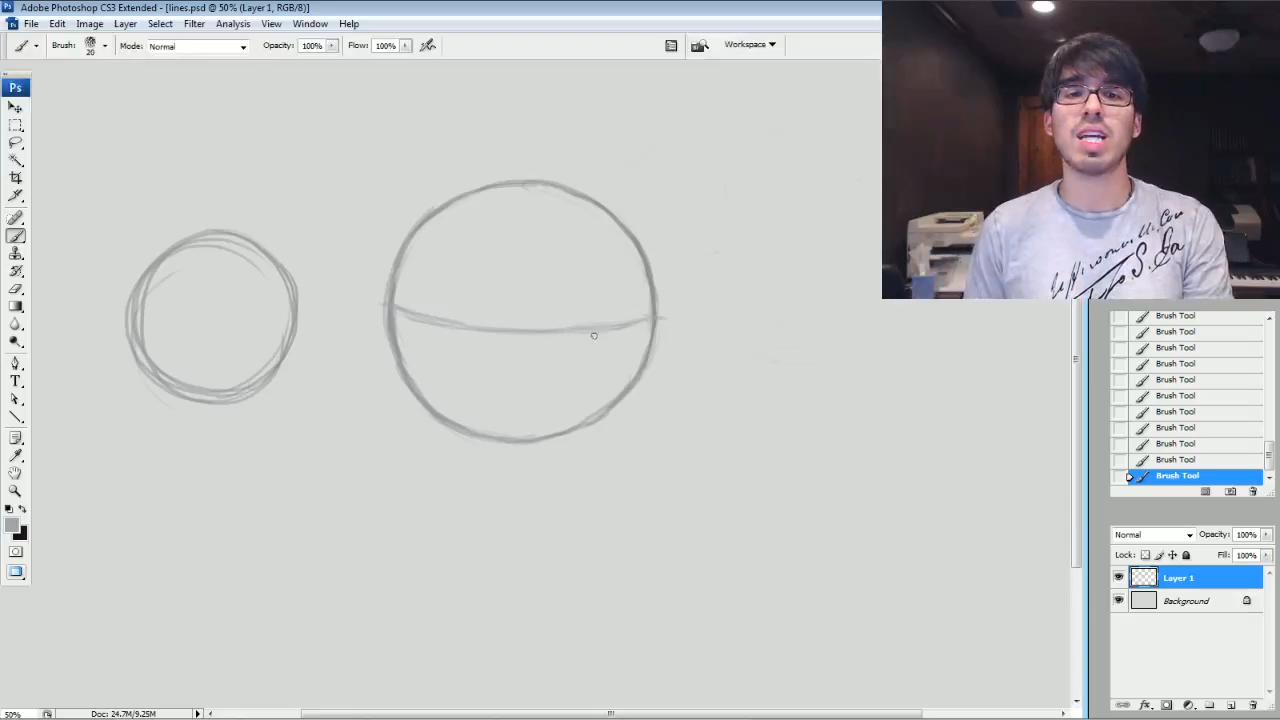 Adobe Photoshop CS3 Extended - [lines.psd @ 50% (Layer 1, RGB/8)]
File Edit Image Layer Select Filter Analysis View Window Help
Brush: 20 Mode: Normal Opacity: 100% Flow: 100% Workspace
Ps
Brush Tool
Brush Tool
Brush Tool
Brush Tool
Brush Tool
Brush Tool
Brush Tool
Brush Tool
Brush Tool
Brush Tool
Brush Tool
Normal Opacity: 100%
Lock: Fill: 100%
Layer 1
Background
50% Doc: 24.7M/9.25M